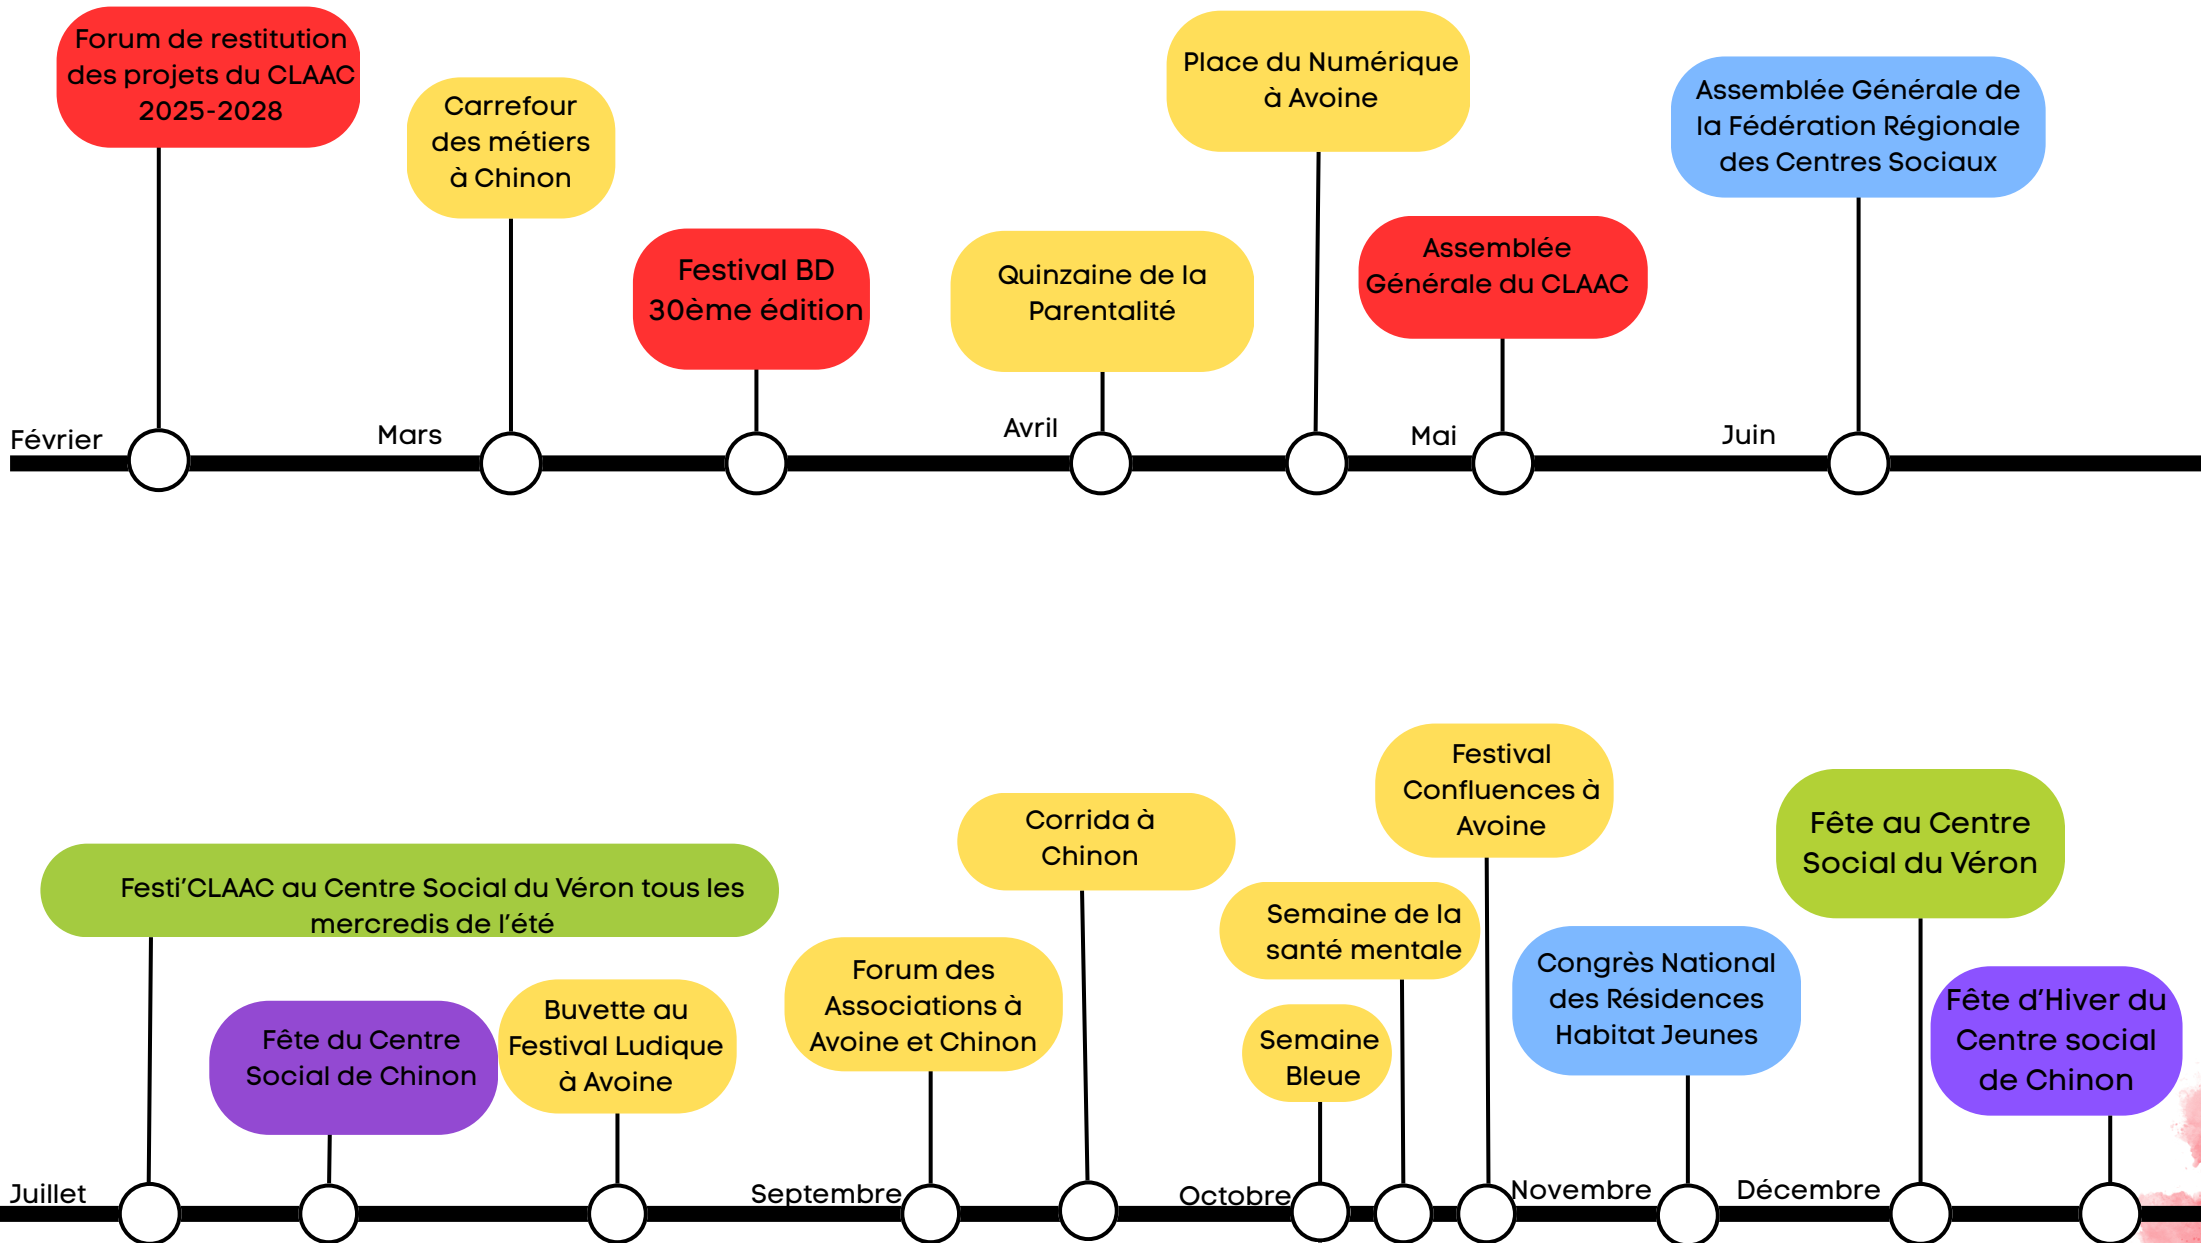 Forum de restitution
des projets du CLAAC
2025-2028
Carrefour
des métiers
à Chinon
Festival BD
30ème édition
Quinzaine de la
Parentalité
Place du Numérique
à Avoine
Assemblée
Générale du CLAAC
Assemblée Générale de
la Fédération Régionale
des Centres Sociaux
Février
Mars
Avril
Mai
Juin
Festi'CLAAC au Centre Social du Véron tous les
mercredis de l'été
Fête du Centre
Social de Chinon
Buvette au
Festival Ludique
à Avoine
Forum des
Associations à
Avoine et Chinon
Corrida à
Chinon
Semaine
Bleue
Semaine de la
santé mentale
Festival
Confluences à
Avoine
Congrès National
des Résidences
Habitat Jeunes
Fête au Centre
Social du Véron
Fête d'Hiver du
Centre social
de Chinon
Juillet
Septembre
Octobre
Novembre
Décembre